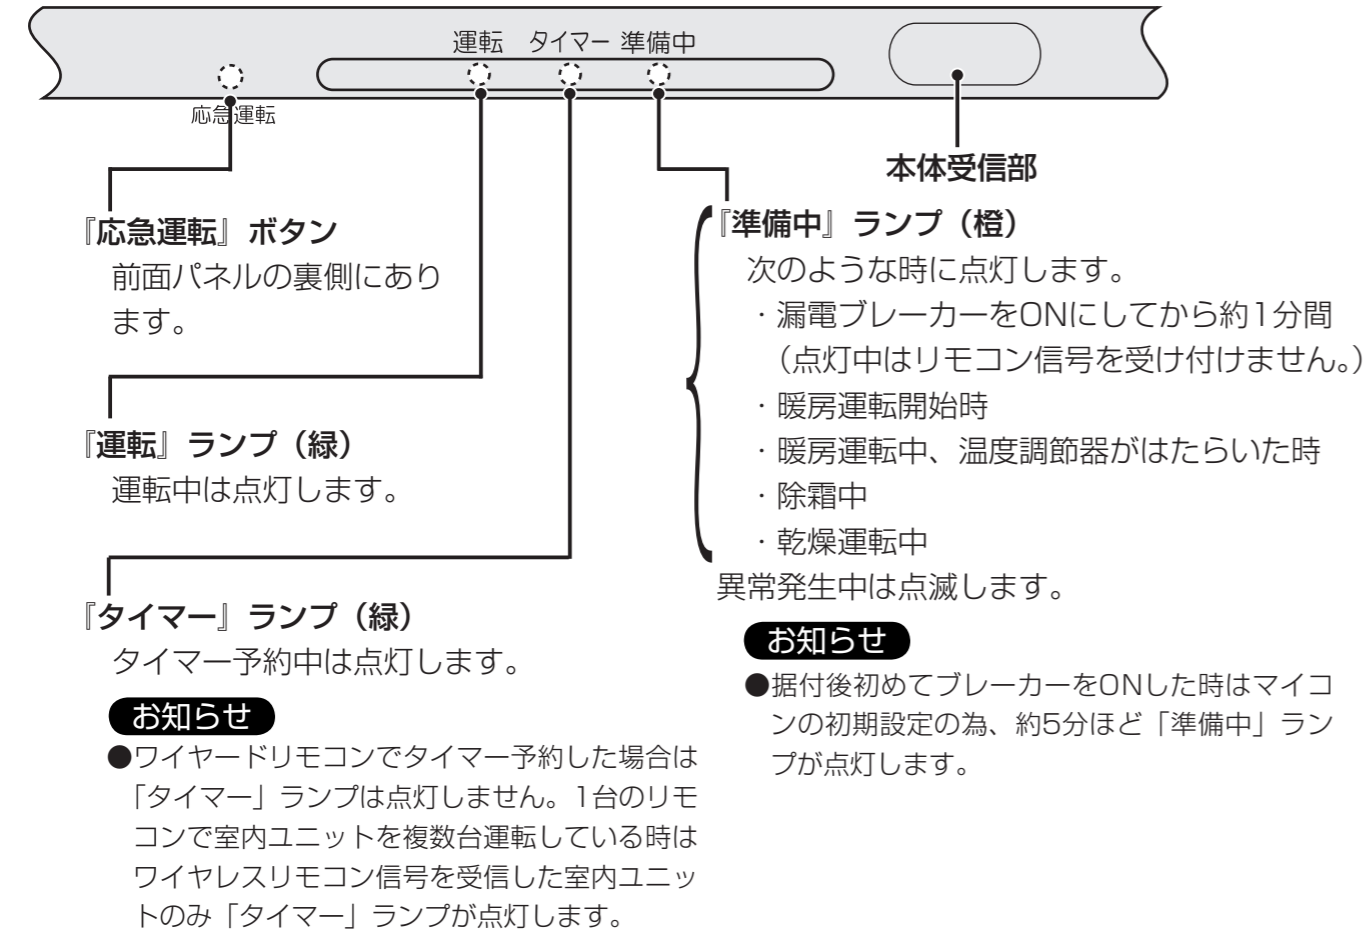 運転 タイマー 準備中
応急運転
本体受信部
『応急運転』ボタン
前面パネルの裏側にあり
ます。
『運転』ランプ（緑）
運転中は点灯します。
『タイマー』ランプ（緑）
タイマー予約中は点灯します。
お知らせ
●ワイヤードリモコンでタイマー予約した場合は
「タイマー」ランプは点灯しません。1台のリモ
コンで室内ユニットを複数台運転している時は
ワイヤレスリモコン信号を受信した室内ユニッ
トのみ「タイマー」ランプが点灯します。
『準備中』ランプ（橙）
次のような時に点灯します。
・漏電ブレーカーをONにしてから約1分間
（点灯中はリモコン信号を受け付けません。）
・暖房運転開始時
・暖房運転中、温度調節器がはたらいた時
・除霜中
・乾燥運転中
異常発生中は点滅します。
お知らせ
●据付後初めてブレーカーをONした時はマイコ
ンの初期設定の為、約5分ほど「準備中」ラン
プが点灯します。